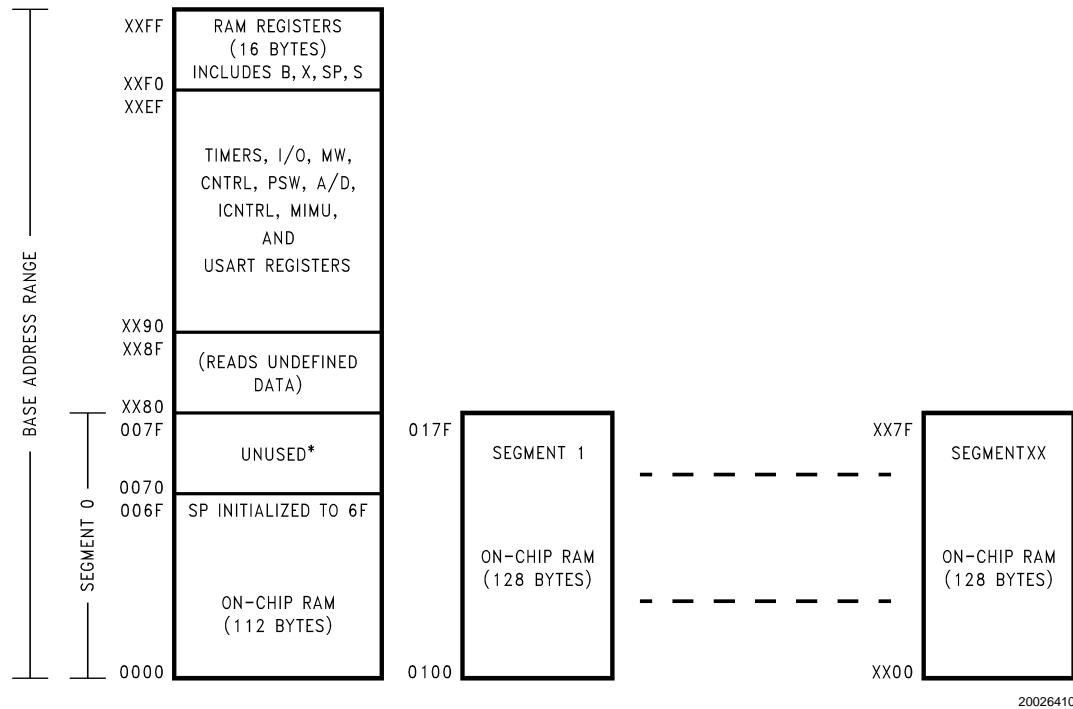 BASE ADDRESS RANGE
SEGMENT 0
XXFF
RAM REGISTERS
(16 BYTES)
INCLUDES B, X, SP, S
XXF0
XXEF
TIMERS, I/O, MW,
CNTRL, PSW, A/D,
ICNTRL, MIMU,
AND
USART REGISTERS
XX90
XX8F
(READS UNDEFINED
DATA)
XX80
007F
UNUSED*
0070
006F
SP INITIALIZED TO 6F
ON-CHIP RAM
(112 BYTES)
0000
017F
SEGMENT 1
ON-CHIP RAM
(128 BYTES)
0100
XX7F
SEGMENTXX
ON-CHIP RAM
(128 BYTES)
XX00
20026410